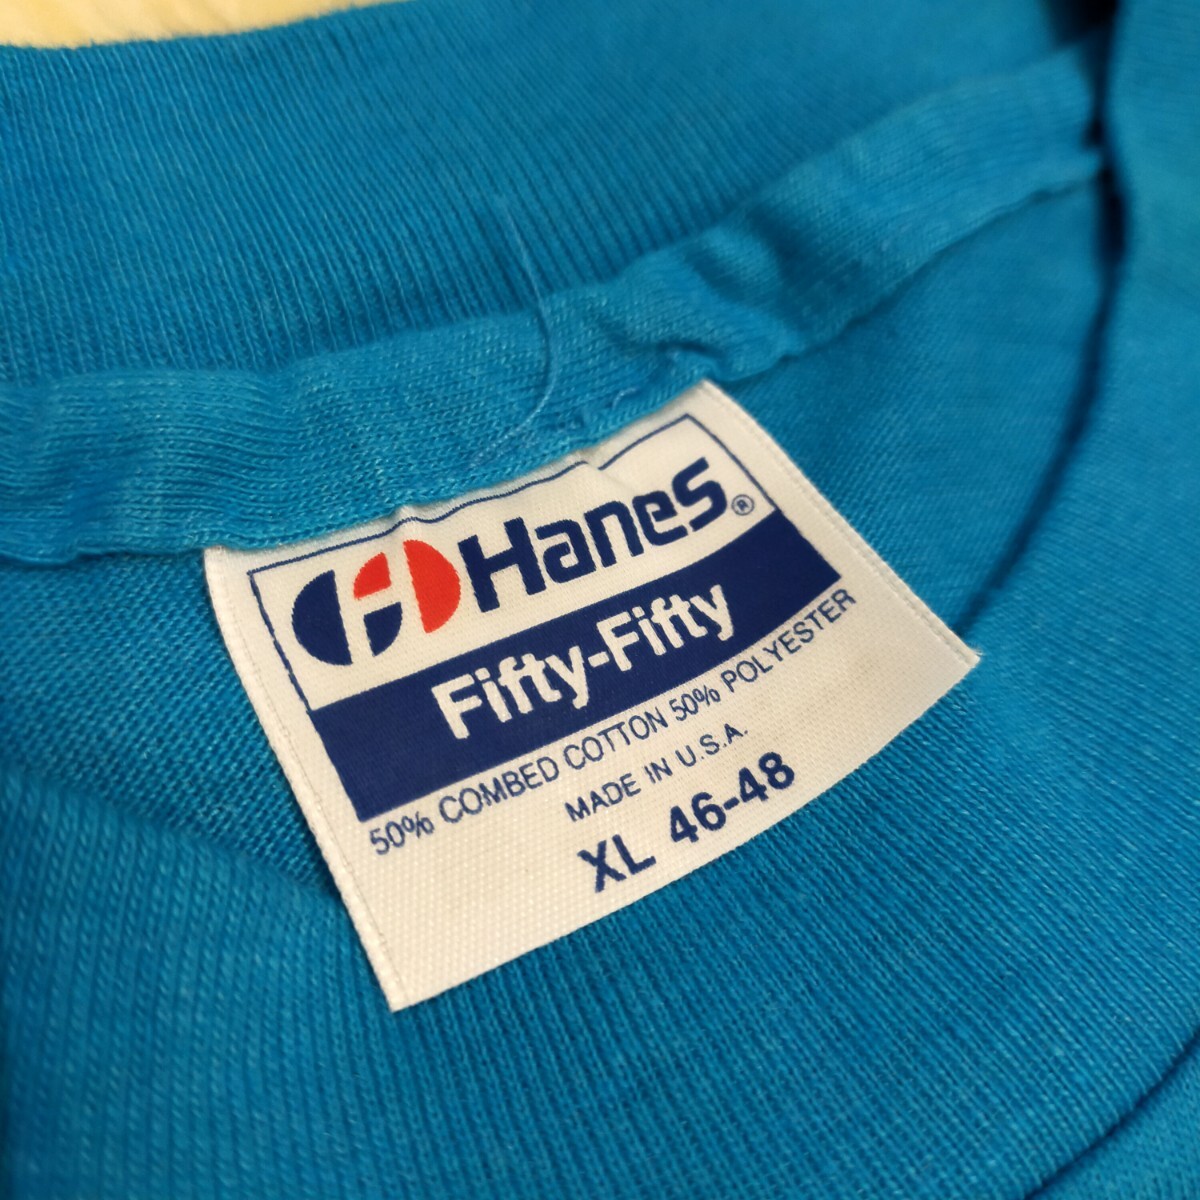 Hanes®
Fifty-Fifty
50% COMBED COTTON 50% POLYESTER
MADE IN U.S.A.
XL 46-48